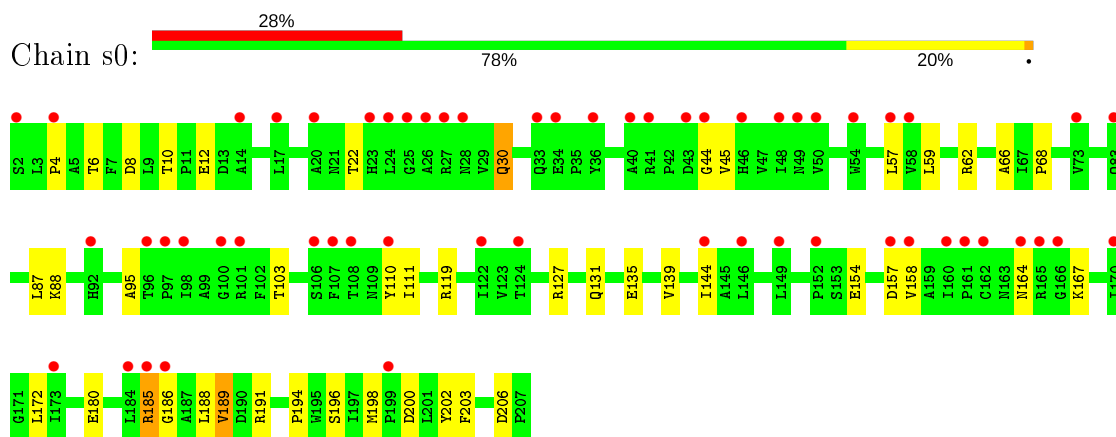 28%
Chain s0:
78% 20% •
S2 L3 P4 A5 T6 F7 D8 L9 T10 P11 E12 D13 A14 L17 A20 N21 T22 H23 L24 G25 A26 R27 N28 V29 Q30 Q33 E34 P35 Y36 A40 R41 P42 D43 G44 V45 H46 V47 I48 N49 V50 W54 L57 V58 L59 R62 A66 I67 P68 V73
L87 K88 H92 A95 T96 P97 I98 A99 G100 R101 F102 T103 S106 F107 T108 N109 Y110 I111 R119 I122 V123 T124 R127 Q131 E135 V139 I144 A145 L146 L149 P152 S153 E154 D157 V158 A159 I160 P161 C162 N163 N164 R165 G166 K167
G171 L172 I173 E180 L184 R185 G186 A187 L188 V189 D190 R191 P194 W195 S196 I197 M198 P199 D200 L201 Y202 F203 D206 P207